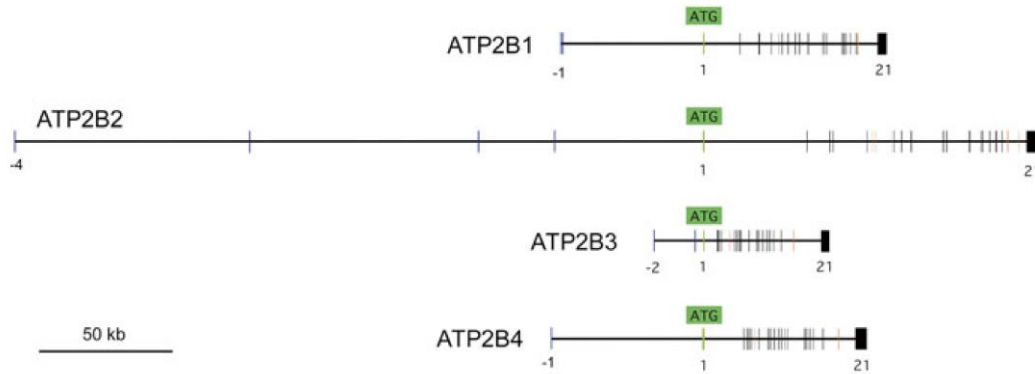 ATG
ATP2B1
-1 1 21
ATP2B2
ATG
-4 1 2
ATG
ATP2B3
-2 1 21
ATG
50 kb
ATP2B4
-1 1 21